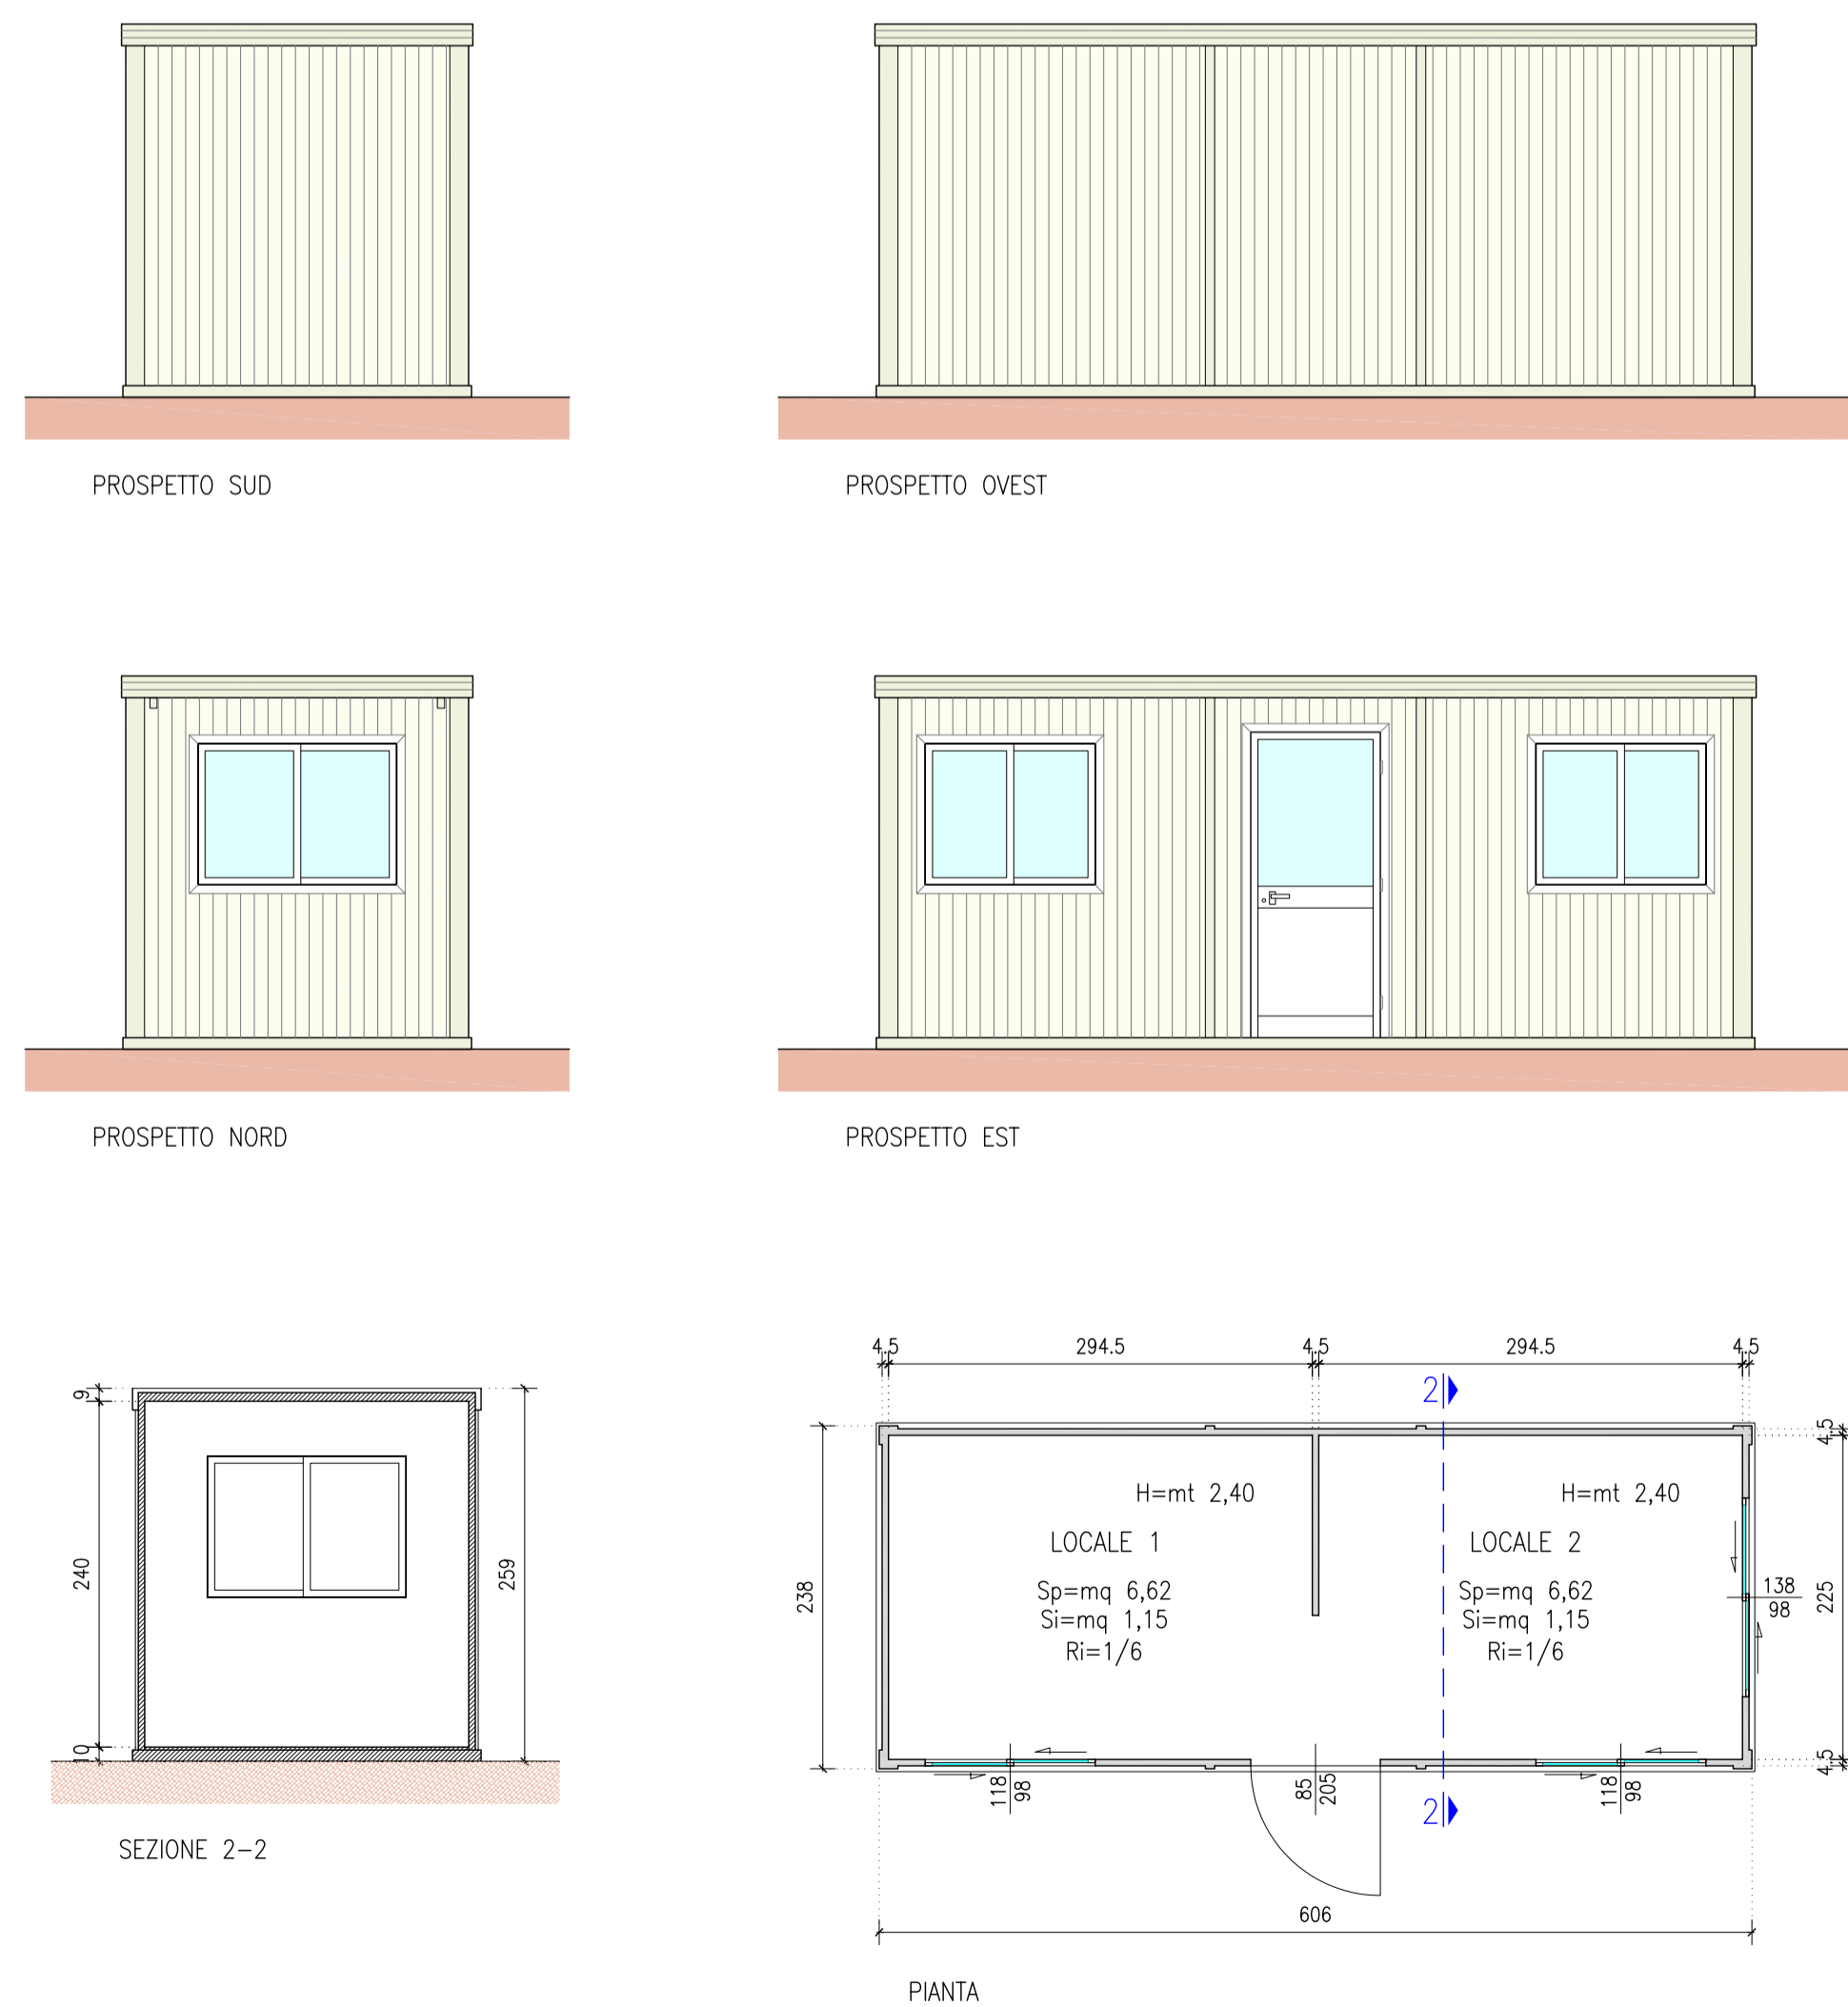 PROSPETTO SUD
PROSPETTO OVEST
PROSPETTO NORD
PROSPETTO EST
9
240
10
259
SEZIONE 2-2
4.5
294.5
4.5
294.5
4.5
2
238
4.5
225
4.5
H=mt 2,40
H=mt 2,40
LOCALE 1
LOCALE 2
Sp=mq 6,62
Si=mq 1,15
Ri=1/6
Sp=mq 6,62
Si=mq 1,15
Ri=1/6
138
98
118
98
85
205
118
98
2
606
PIANTA